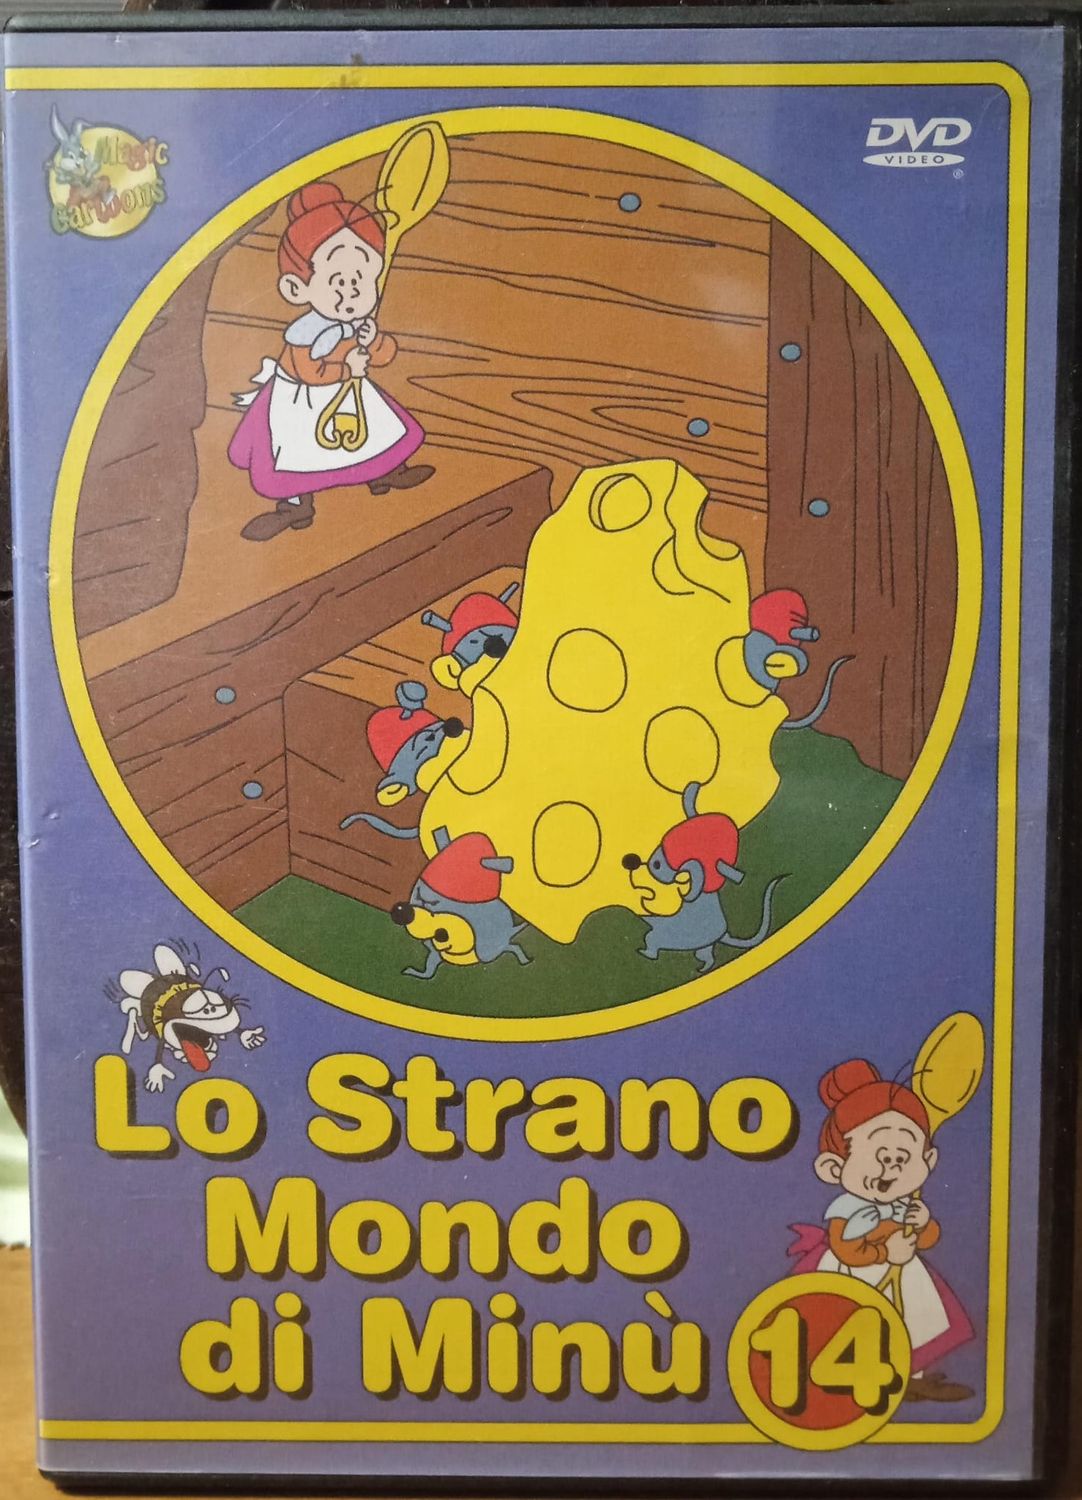 Magic
Cartoons
DVD
VIDEO
®
Lo Strano
Mondo
di Minù
14